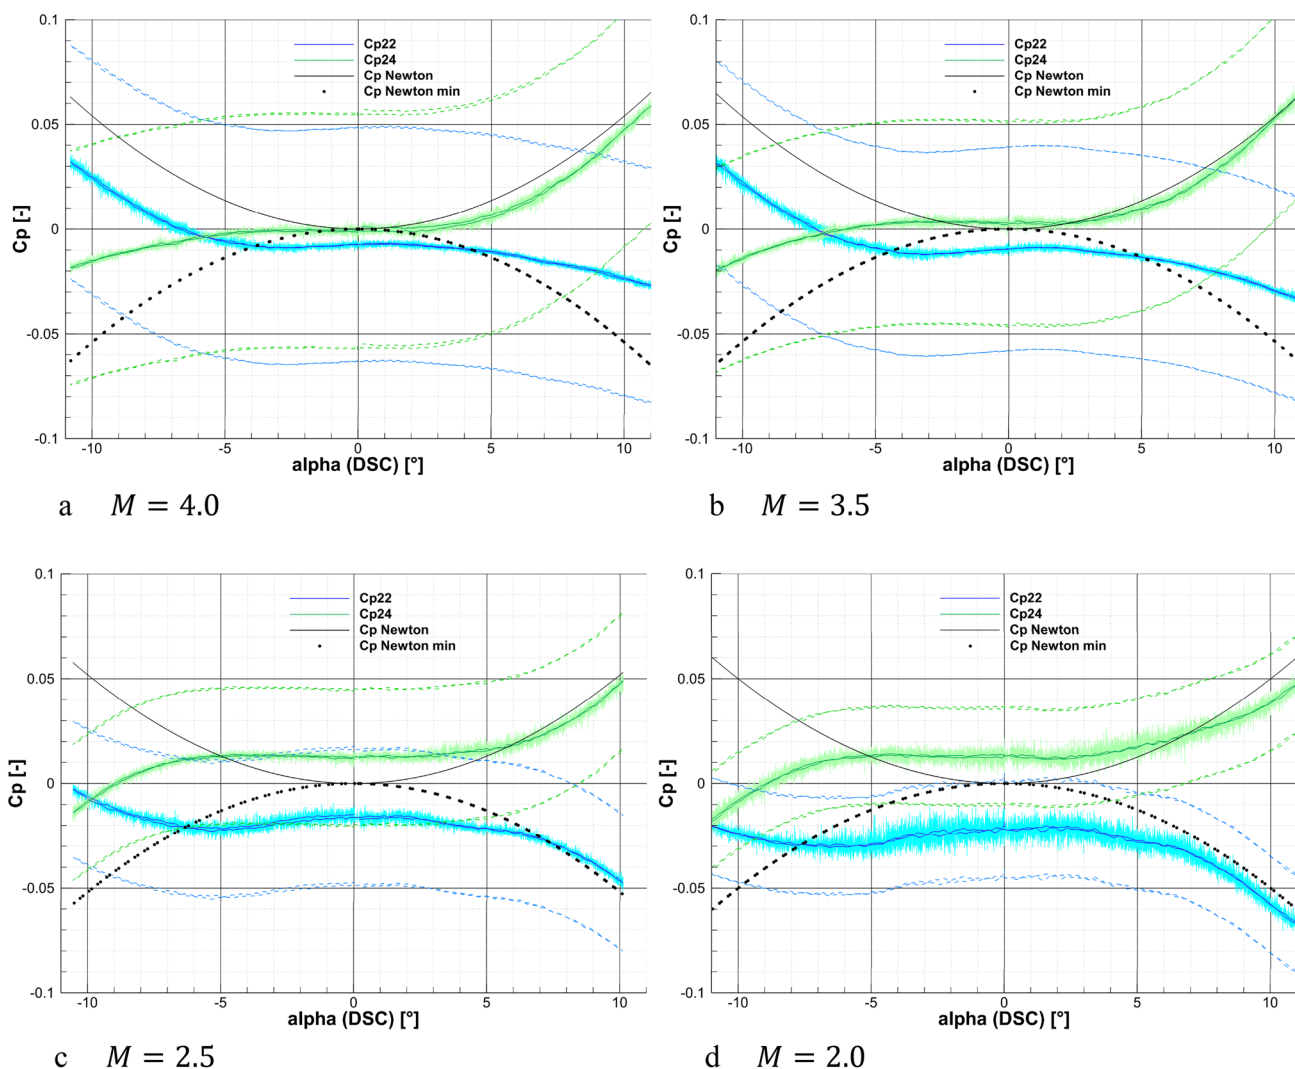 0.1
0.05
0
-0.05
-0.1
Cp [-]
Cp22
Cp24
Cp Newton
Cp Newton min
-10 -5 0 5 10
alpha (DSC) [°]
a M = 4.0
0.1
0.05
0
-0.05
-0.1
Cp [-]
Cp22
Cp24
Cp Newton
Cp Newton min
-10 -5 0 5 10
alpha (DSC) [°]
b M = 3.5
0.1
0.05
0
-0.05
-0.1
Cp [-]
Cp22
Cp24
Cp Newton
Cp Newton min
-10 -5 0 5 10
alpha (DSC) [°]
c M = 2.5
0.1
0.05
0
-0.05
-0.1
Cp [-]
Cp22
Cp24
Cp Newton
Cp Newton min
-10 -5 0 5 10
alpha (DSC) [°]
d M = 2.0